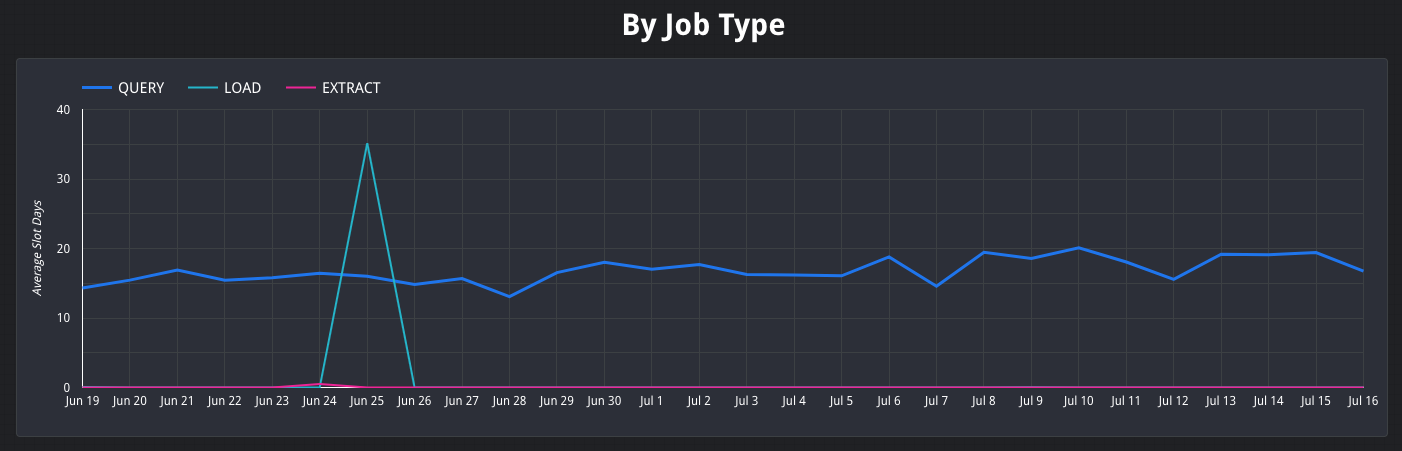 By Job Type
QUERY LOAD EXTRACT
40
30
20
10
0
Average Slot Days
Jun 19 Jun 20 Jun 21 Jun 22 Jun 23 Jun 24 Jun 25 Jun 26 Jun 27 Jun 28 Jun 29 Jun 30 Jul 1 Jul 2 Jul 3 Jul 4 Jul 5 Jul 6 Jul 7 Jul 8 Jul 9 Jul 10 Jul 11 Jul 12 Jul 13 Jul 14 Jul 15 Jul 16